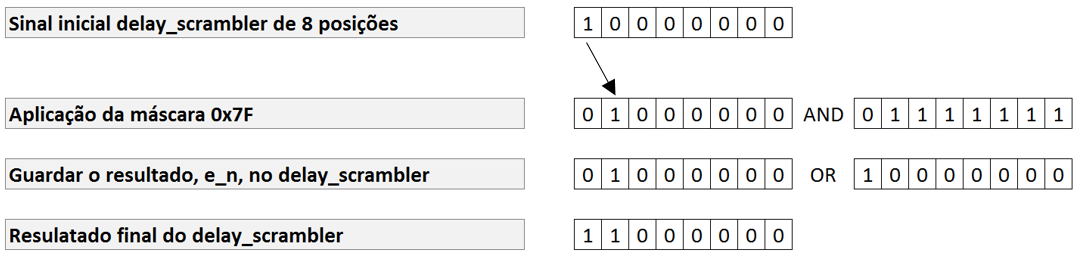 Sinal inicial delay_scrambler de 8 posições 1 0 0 0 0 0 0 0
Aplicação da máscara 0x7F 0 1 0 0 0 0 0 0 AND 0 1 1 1 1 1 1 1
Guardar o resultado, e_n, no delay_scrambler 0 1 0 0 0 0 0 0 OR 1 0 0 0 0 0 0 0
Resulatado final do delay_scrambler 1 1 0 0 0 0 0 0